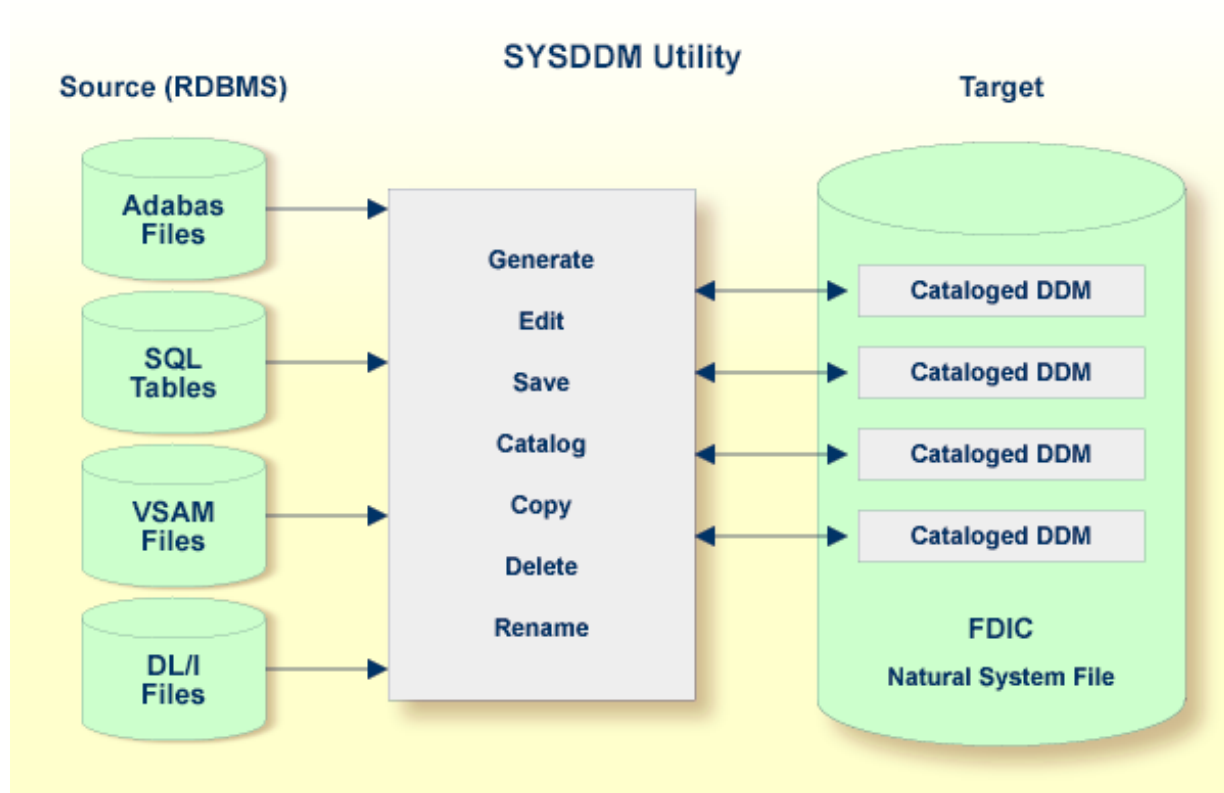 SYSDDM Utility
Source (RDBMS)
Target
Adabas
Files
SQL
Tables
VSAM
Files
DL/I
Files
Generate
Edit
Save
Catalog
Copy
Delete
Rename
Cataloged DDM
Cataloged DDM
Cataloged DDM
Cataloged DDM
FDIC
Natural System File